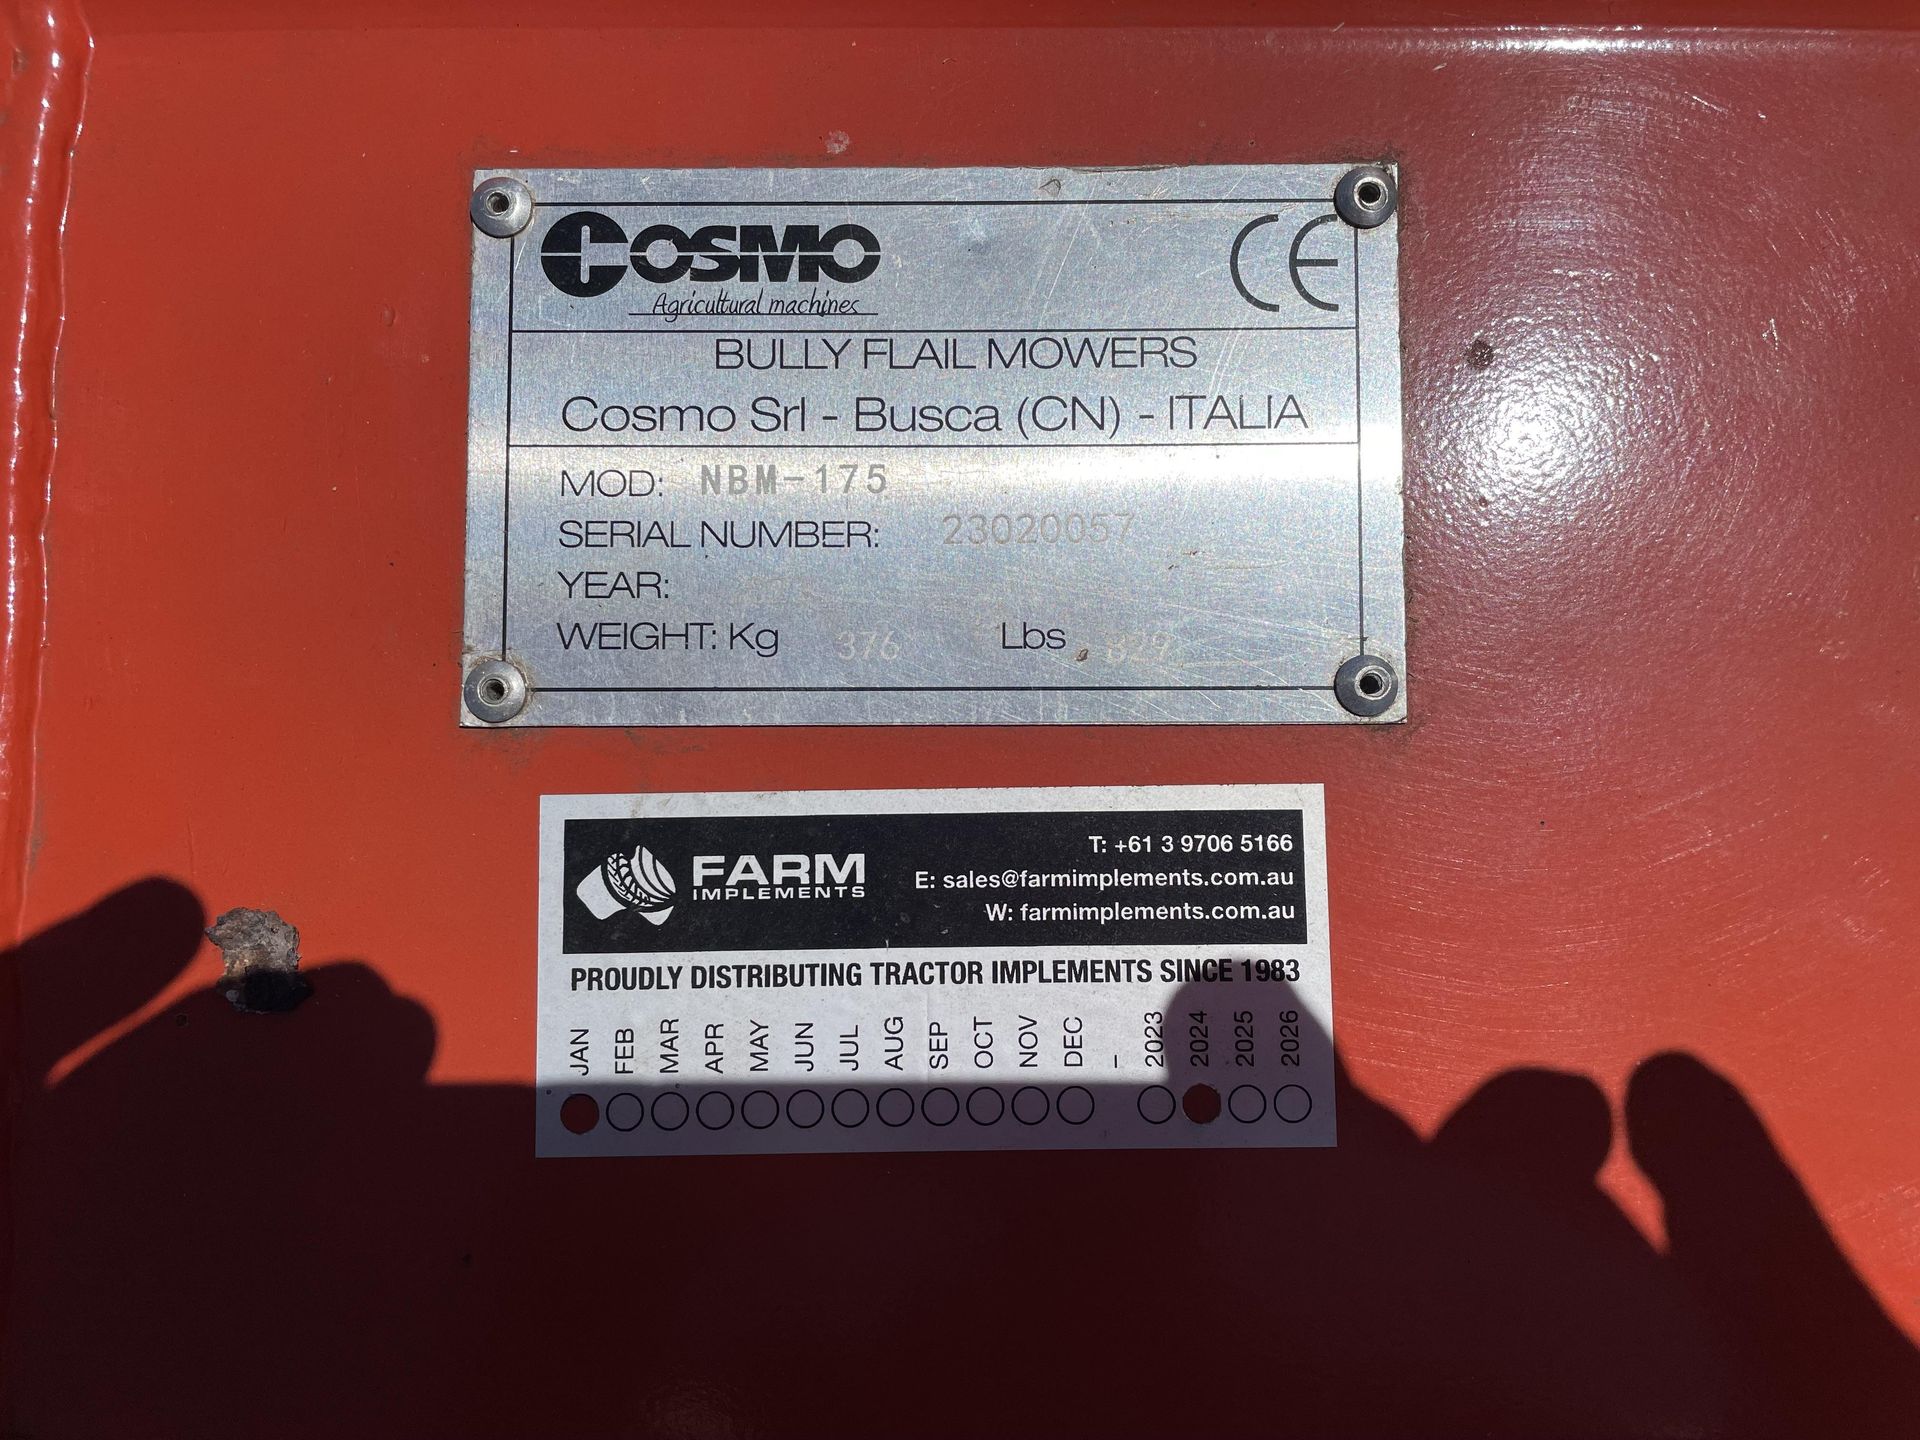 COSMO
Agricultural machines
CE
BULLY FLAIL MOWERS
Cosmo Srl - Busca (CN) - ITALIA
MOD: NBM-175
SERIAL NUMBER: 23020057
YEAR:
WEIGHT: Kg 376 Lbs 829
FARM
IMPLEMENTS
T: +61 3 9706 5166
E: sales@farmimplements.com.au
W: farmimplements.com.au
PROUDLY DISTRIBUTING TRACTOR IMPLEMENTS SINCE 1983
JAN FEB MAR APR MAY JUN JUL AUG SEP OCT NOV DEC - 2023 2024 2025 2026